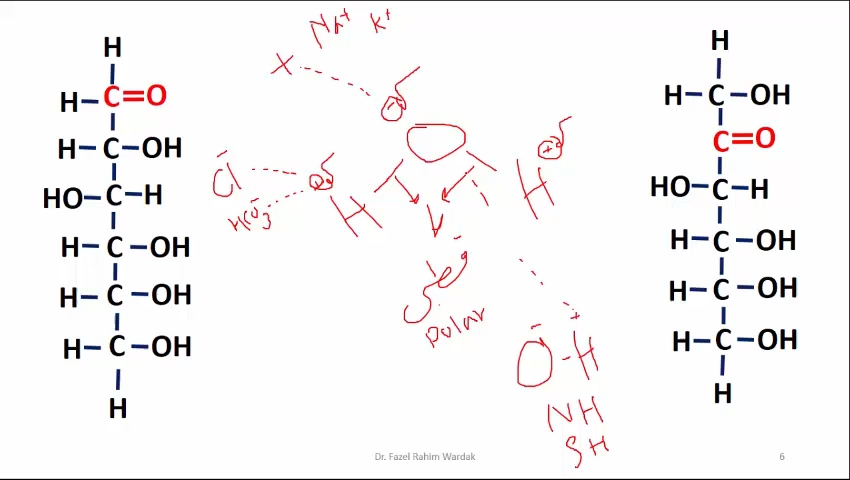 H
H C=O
H C OH
HO C H
H C OH
H C OH
H C OH
H
Na+ K+
X
δ-
O
Cl-
HCO3-
δ+
H
H
δ+
polar
O-H
NH
SH
H
H C OH
C=O
HO C H
H C OH
H C OH
H C OH
H
Dr. Fazel Rahim Wardak
6